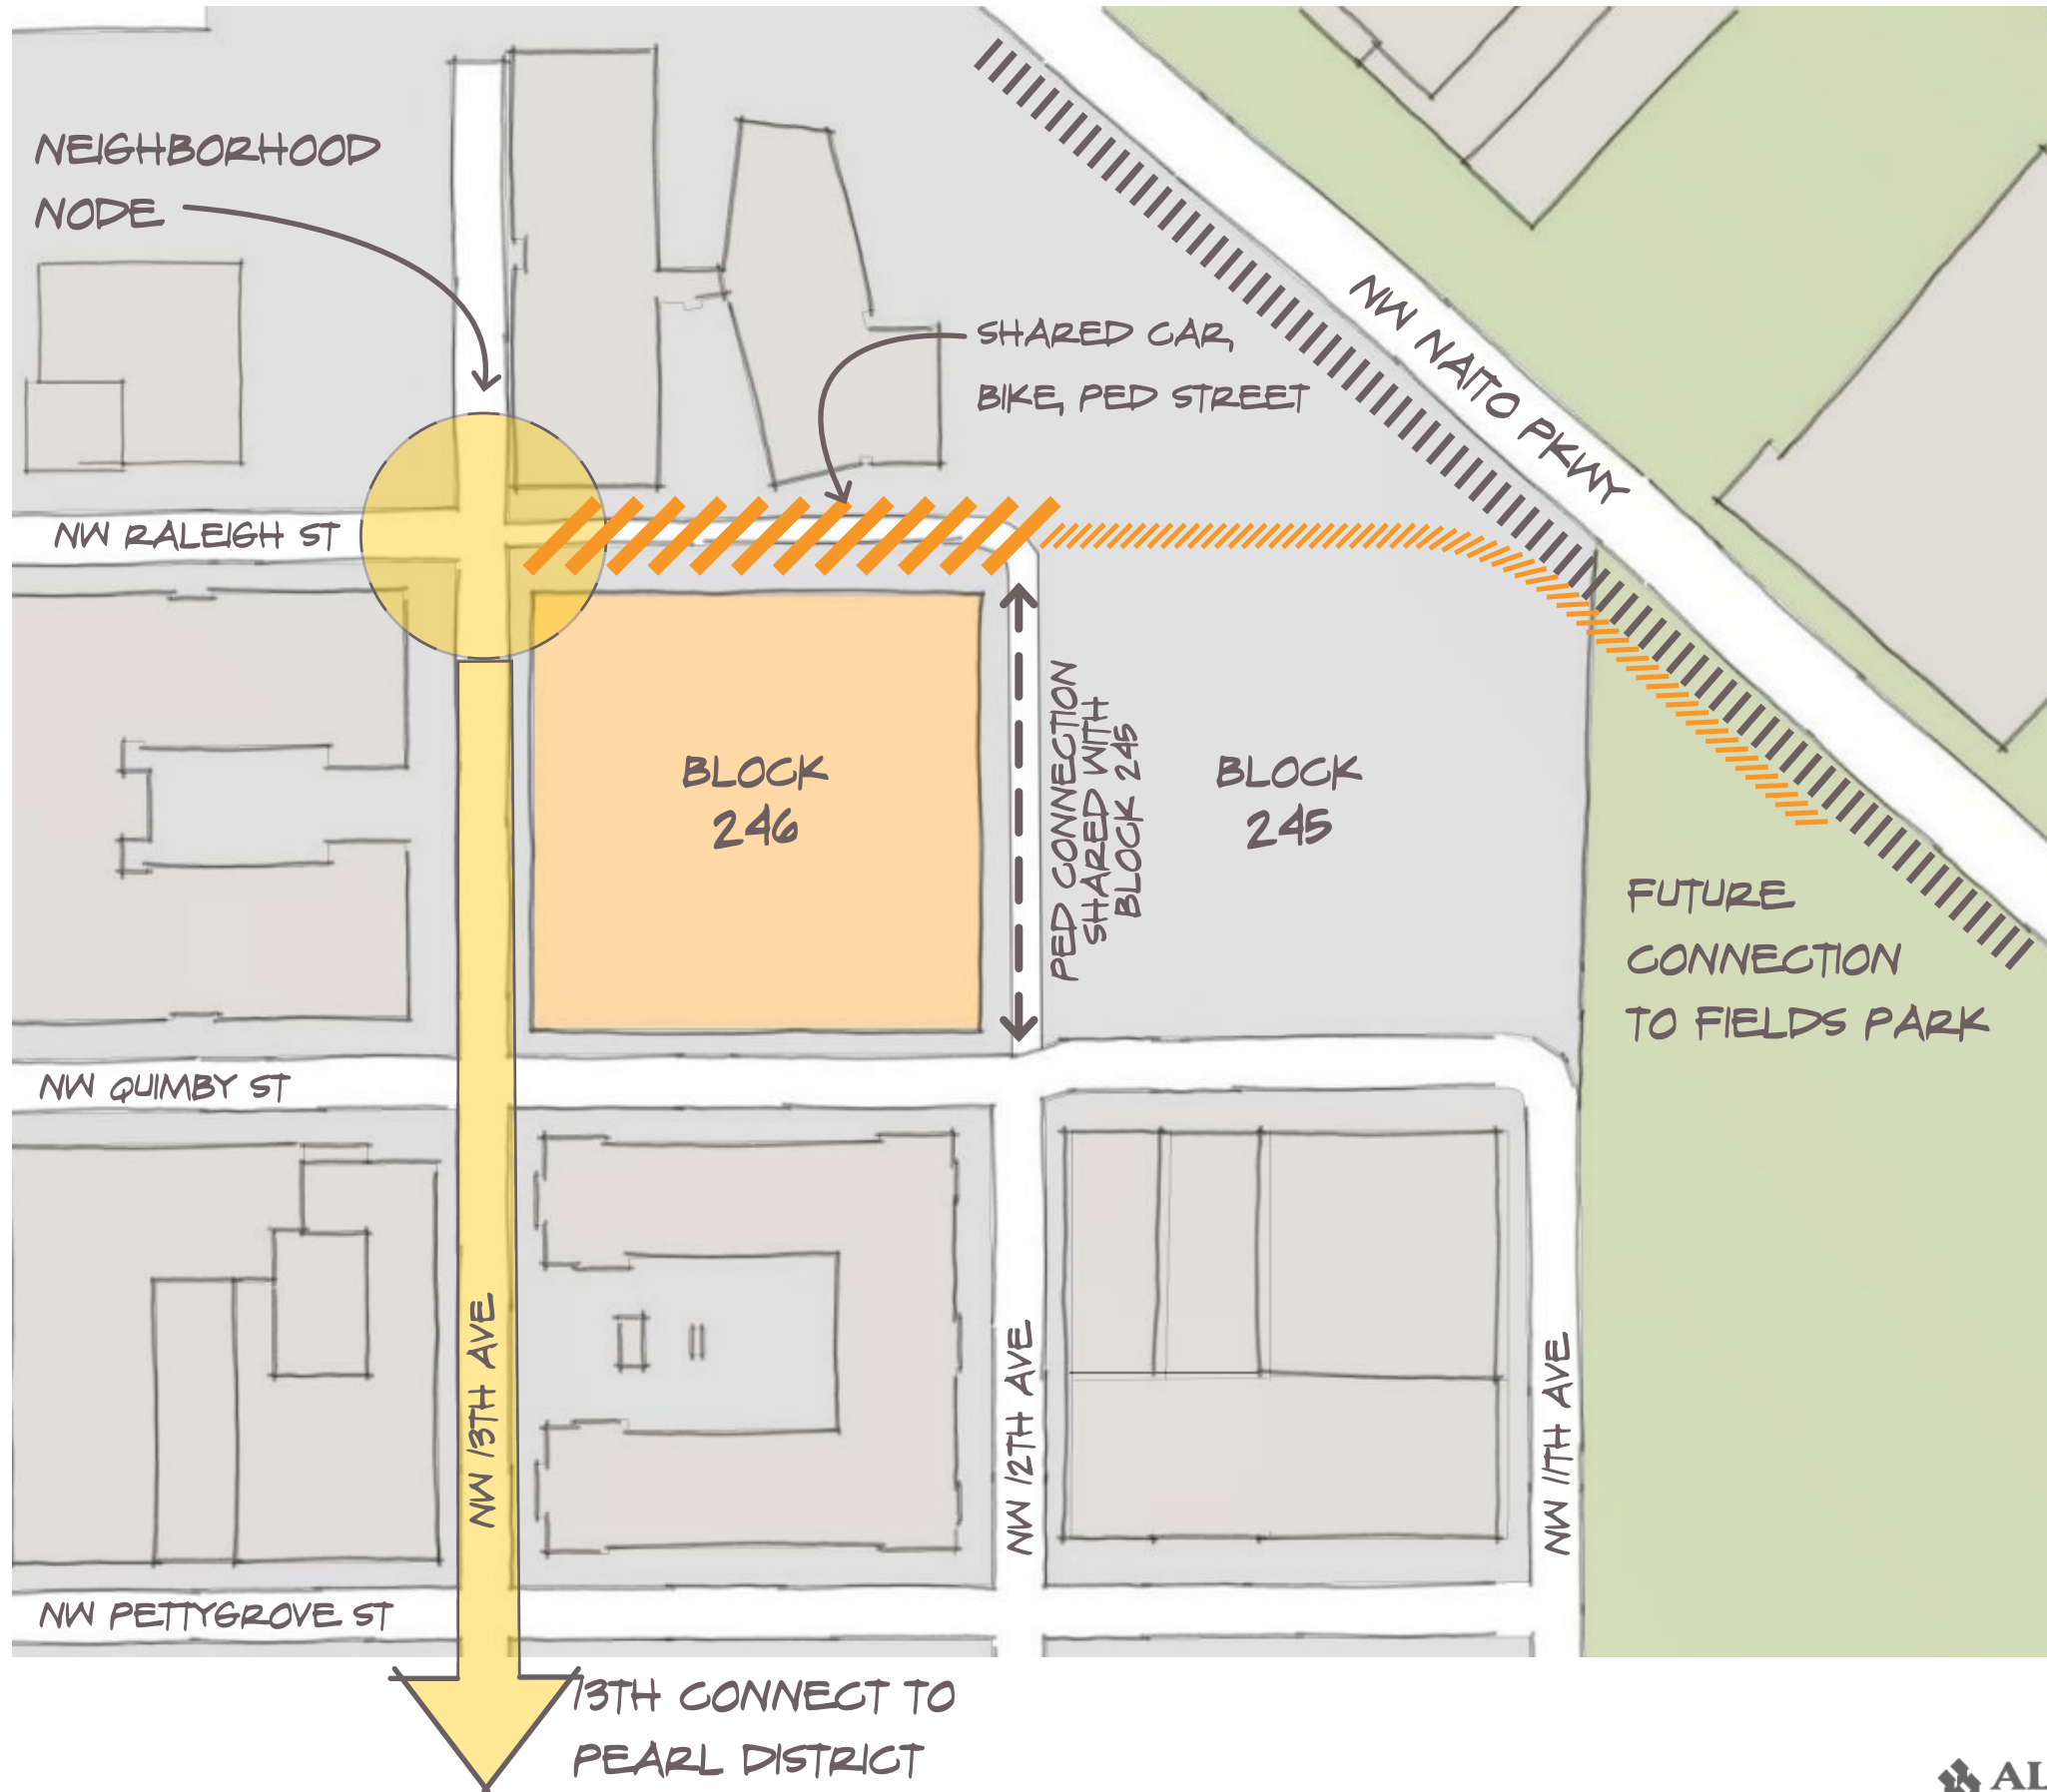 NEIGHBORHOOD
NODE
SHARED CAR,
BIKE, PED STREET
NW NAITO PKWY
NW RALEIGH ST
BLOCK
246
PED CONNECTION
SHARED WITH
BLOCK 245
BLOCK
245
FUTURE
CONNECTION
TO FIELDS PARK
NW QUIMBY ST
NW 13TH AVE
NW 12TH AVE
NW 11TH AVE
NW PETTYGROVE ST
13TH CONNECT TO
PEARL DISTRICT
AL